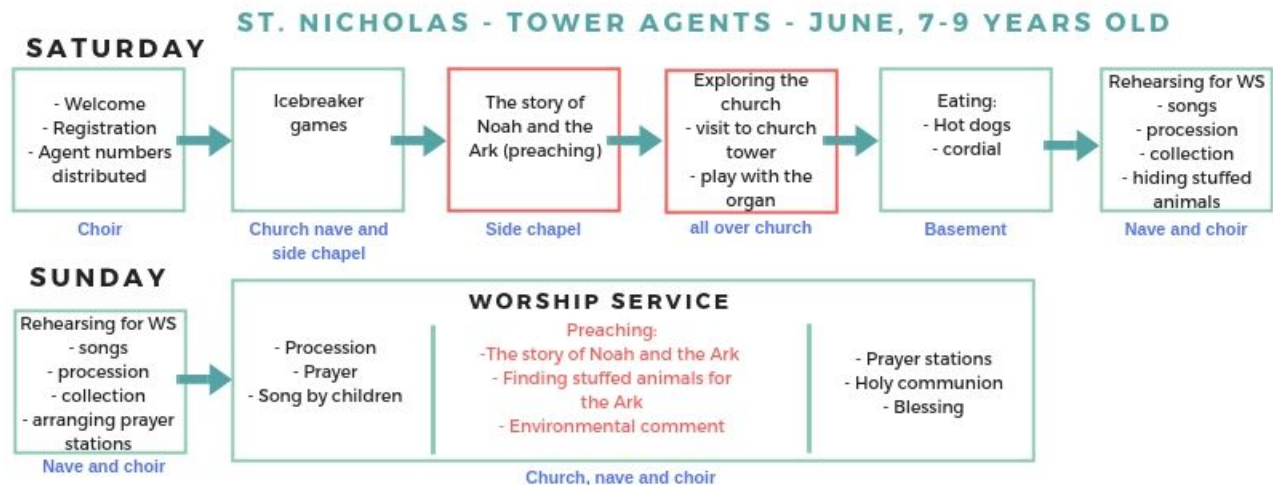 ST. NICHOLAS - TOWER AGENTS - JUNE, 7-9 YEARS OLD
SATURDAY
- Welcome
- Registration
- Agent numbers
distributed
Choir
Icebreaker
games
Church nave and
side chapel
The story of
Noah and the
Ark (preaching)
Side chapel
Exploring the
church
- visit to church
tower
- play with the
organ
all over church
Eating:
- Hot dogs
- cordial
Basement
Rehearsing for WS
- songs
- procession
- collection
- hiding stuffed
animals
Nave and choir
SUNDAY
Rehearsing for WS
- songs
- procession
- collection
- arranging prayer
stations
Nave and choir
WORSHIP SERVICE
- Procession
- Prayer
- Song by children
Preaching:
-The story of Noah and the Ark
- Finding stuffed animals for
the Ark
- Environmental comment
- Prayer stations
- Holy communion
- Blessing
Church, nave and choir